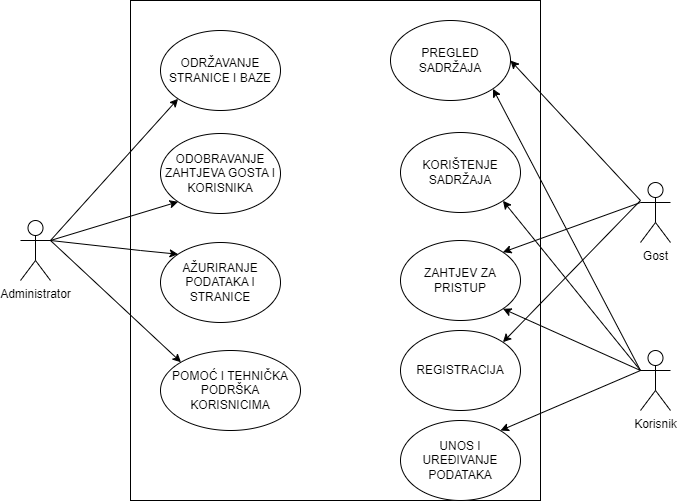 ODRŽAVANJE
STRANICE I BAZE
ODOBRAVANJE
ZAHTJEVA GOSTA I
KORISNIKA
AŽURIRANJE
PODATAKA I
STRANICE
POMOĆ I TEHNIČKA
PODRŠKA
KORISNICIMA
PREGLED
SADRŽAJA
KORIŠTENJE
SADRŽAJA
ZAHTJEV ZA
PRISTUP
REGISTRACIJA
UNOS I
UREĐIVANJE
PODATAKA
Administrator
Gost
Korisnik